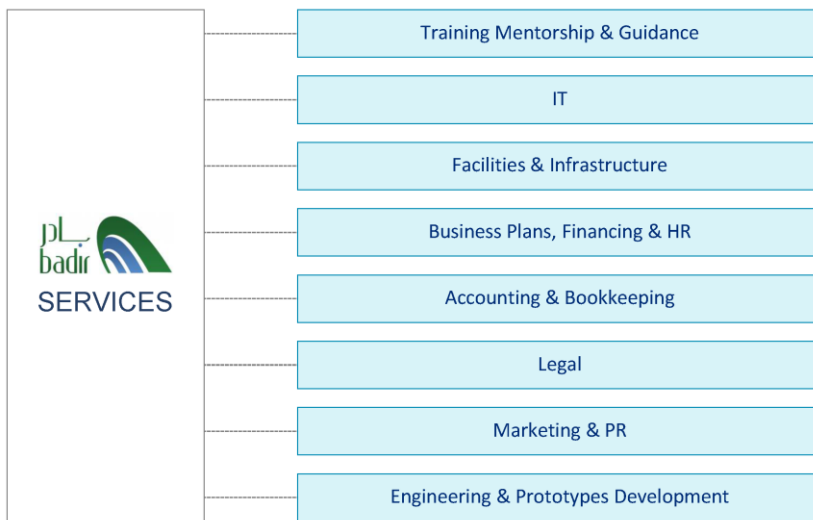 بادر
badir
SERVICES
Training Mentorship & Guidance
IT
Facilities & Infrastructure
Business Plans, Financing & HR
Accounting & Bookkeeping
Legal
Marketing & PR
Engineering & Prototypes Development